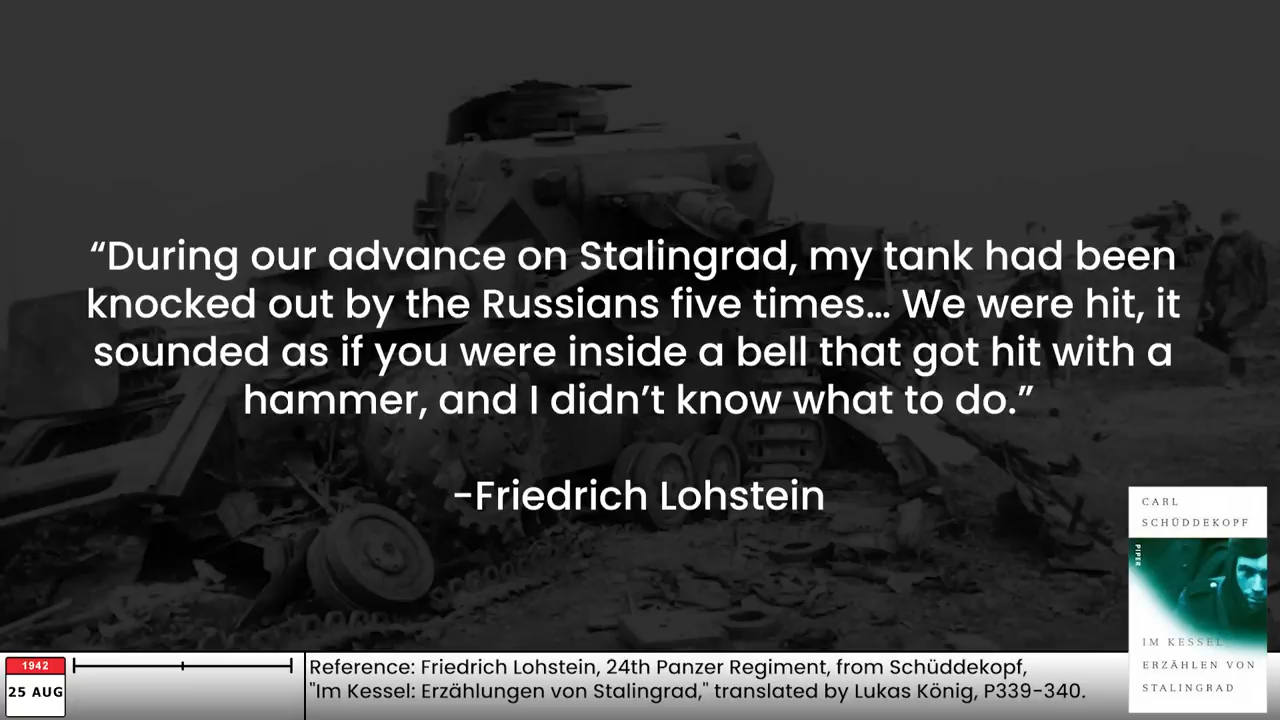 “During our advance on Stalingrad, my tank had been
knocked out by the Russians five times... We were hit, it
sounded as if you were inside a bell that got hit with a
hammer, and I didn’t know what to do.”
-Friedrich Lohstein
CARL
SCHÜDDEKOPF
PIPER
IM KESSEL
ERZÄHLEN VON
STALINGRAD
1942
25 AUG
Reference: Friedrich Lohstein, 24th Panzer Regiment, from Schüddekopf,
"Im Kessel: Erzählungen von Stalingrad," translated by Lukas König, P339-340.